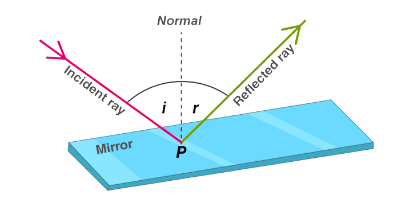 Normal
Incident ray
Reflected ray
i
r
Mirror
P